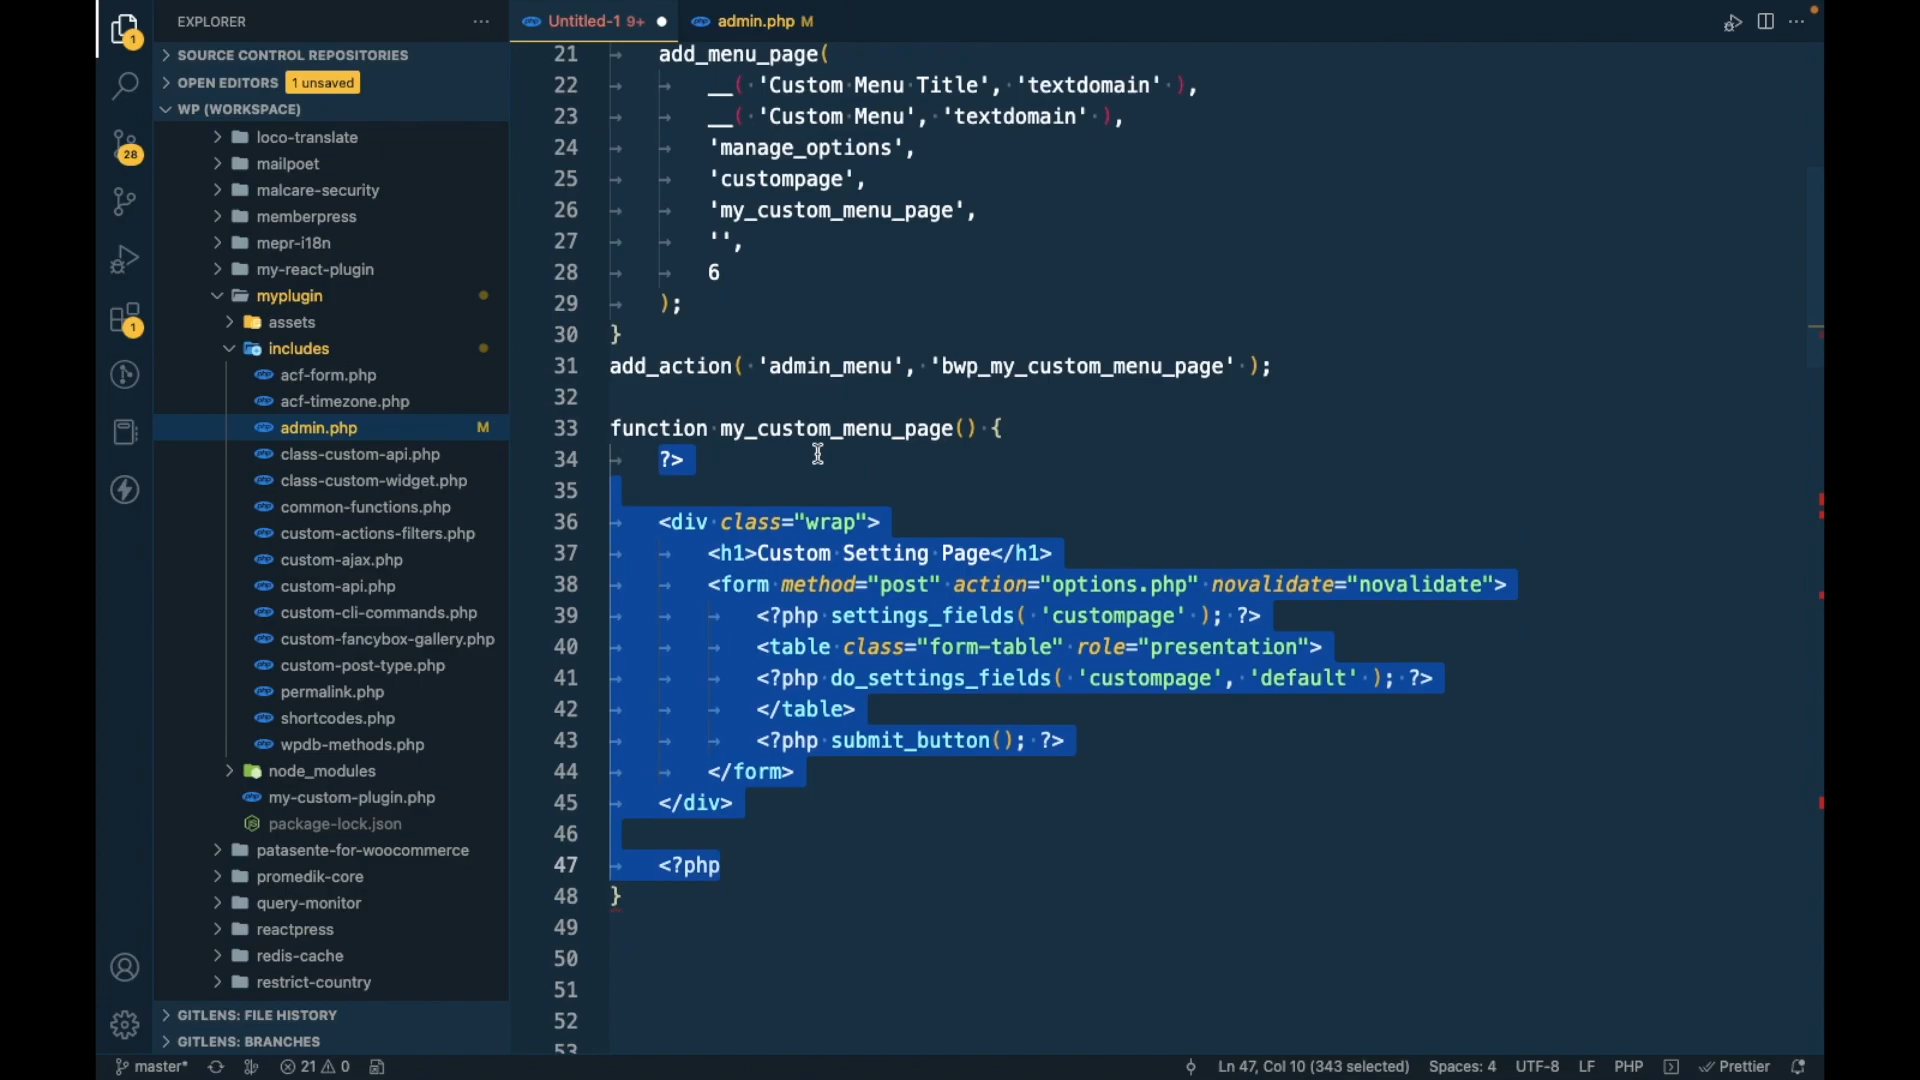 EXPLORER
SOURCE CONTROL REPOSITORIES
OPEN EDITORS 1 unsaved
WP (WORKSPACE)
loco-translate
mailpoet
malcare-security
memberpress
mepr-i18n
my-react-plugin
myplugin
assets
includes
acf-form.php
acf-timezone.php
admin.php M
class-custom-api.php
class-custom-widget.php
common-functions.php
custom-actions-filters.php
custom-ajax.php
custom-api.php
custom-cli-commands.php
custom-fancybox-gallery.php
custom-post-type.php
permalink.php
shortcodes.php
wpdb-methods.php
node_modules
my-custom-plugin.php
package-lock.json
patasente-for-woocommerce
promedik-core
query-monitor
reactpress
redis-cache
restrict-country
GITLENS: FILE HISTORY
GITLENS: BRANCHES
1
28
1
Untitled-1 9+
admin.php M
21 add_menu_page(
22 __( 'Custom Menu Title', 'textdomain' ),
23 __( 'Custom Menu', 'textdomain' ),
24 'manage_options',
25 'custompage',
26 'my_custom_menu_page',
27 '',
28 6
29 );
30 }
31 add_action( 'admin_menu', 'bwp_my_custom_menu_page' );
32
33 function my_custom_menu_page() {
34 ?>
35
36 <div class="wrap">
37 <h1>Custom Setting Page</h1>
38 <form method="post" action="options.php" novalidate="novalidate">
39 <?php settings_fields( 'custompage' ); ?>
40 <table class="form-table" role="presentation">
41 <?php do_settings_fields( 'custompage', 'default' ); ?>
42 </table>
43 <?php submit_button(); ?>
44 </form>
45 </div>
46
47 <?php
48 }
49
50
51
52
53
master* 21 0
Ln 47, Col 10 (343 selected) Spaces: 4 UTF-8 LF PHP Prettier